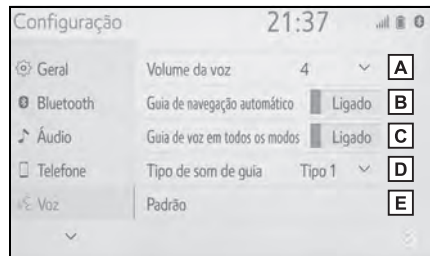 Configuração 21:37
Geral Volume da voz 4 A
Bluetooth Guia de navegação automático Ligado B
Áudio Guia de voz em todos os modos Ligado C
Telefone Tipo de som de guia Tipo 1 D
Voz Padrão E